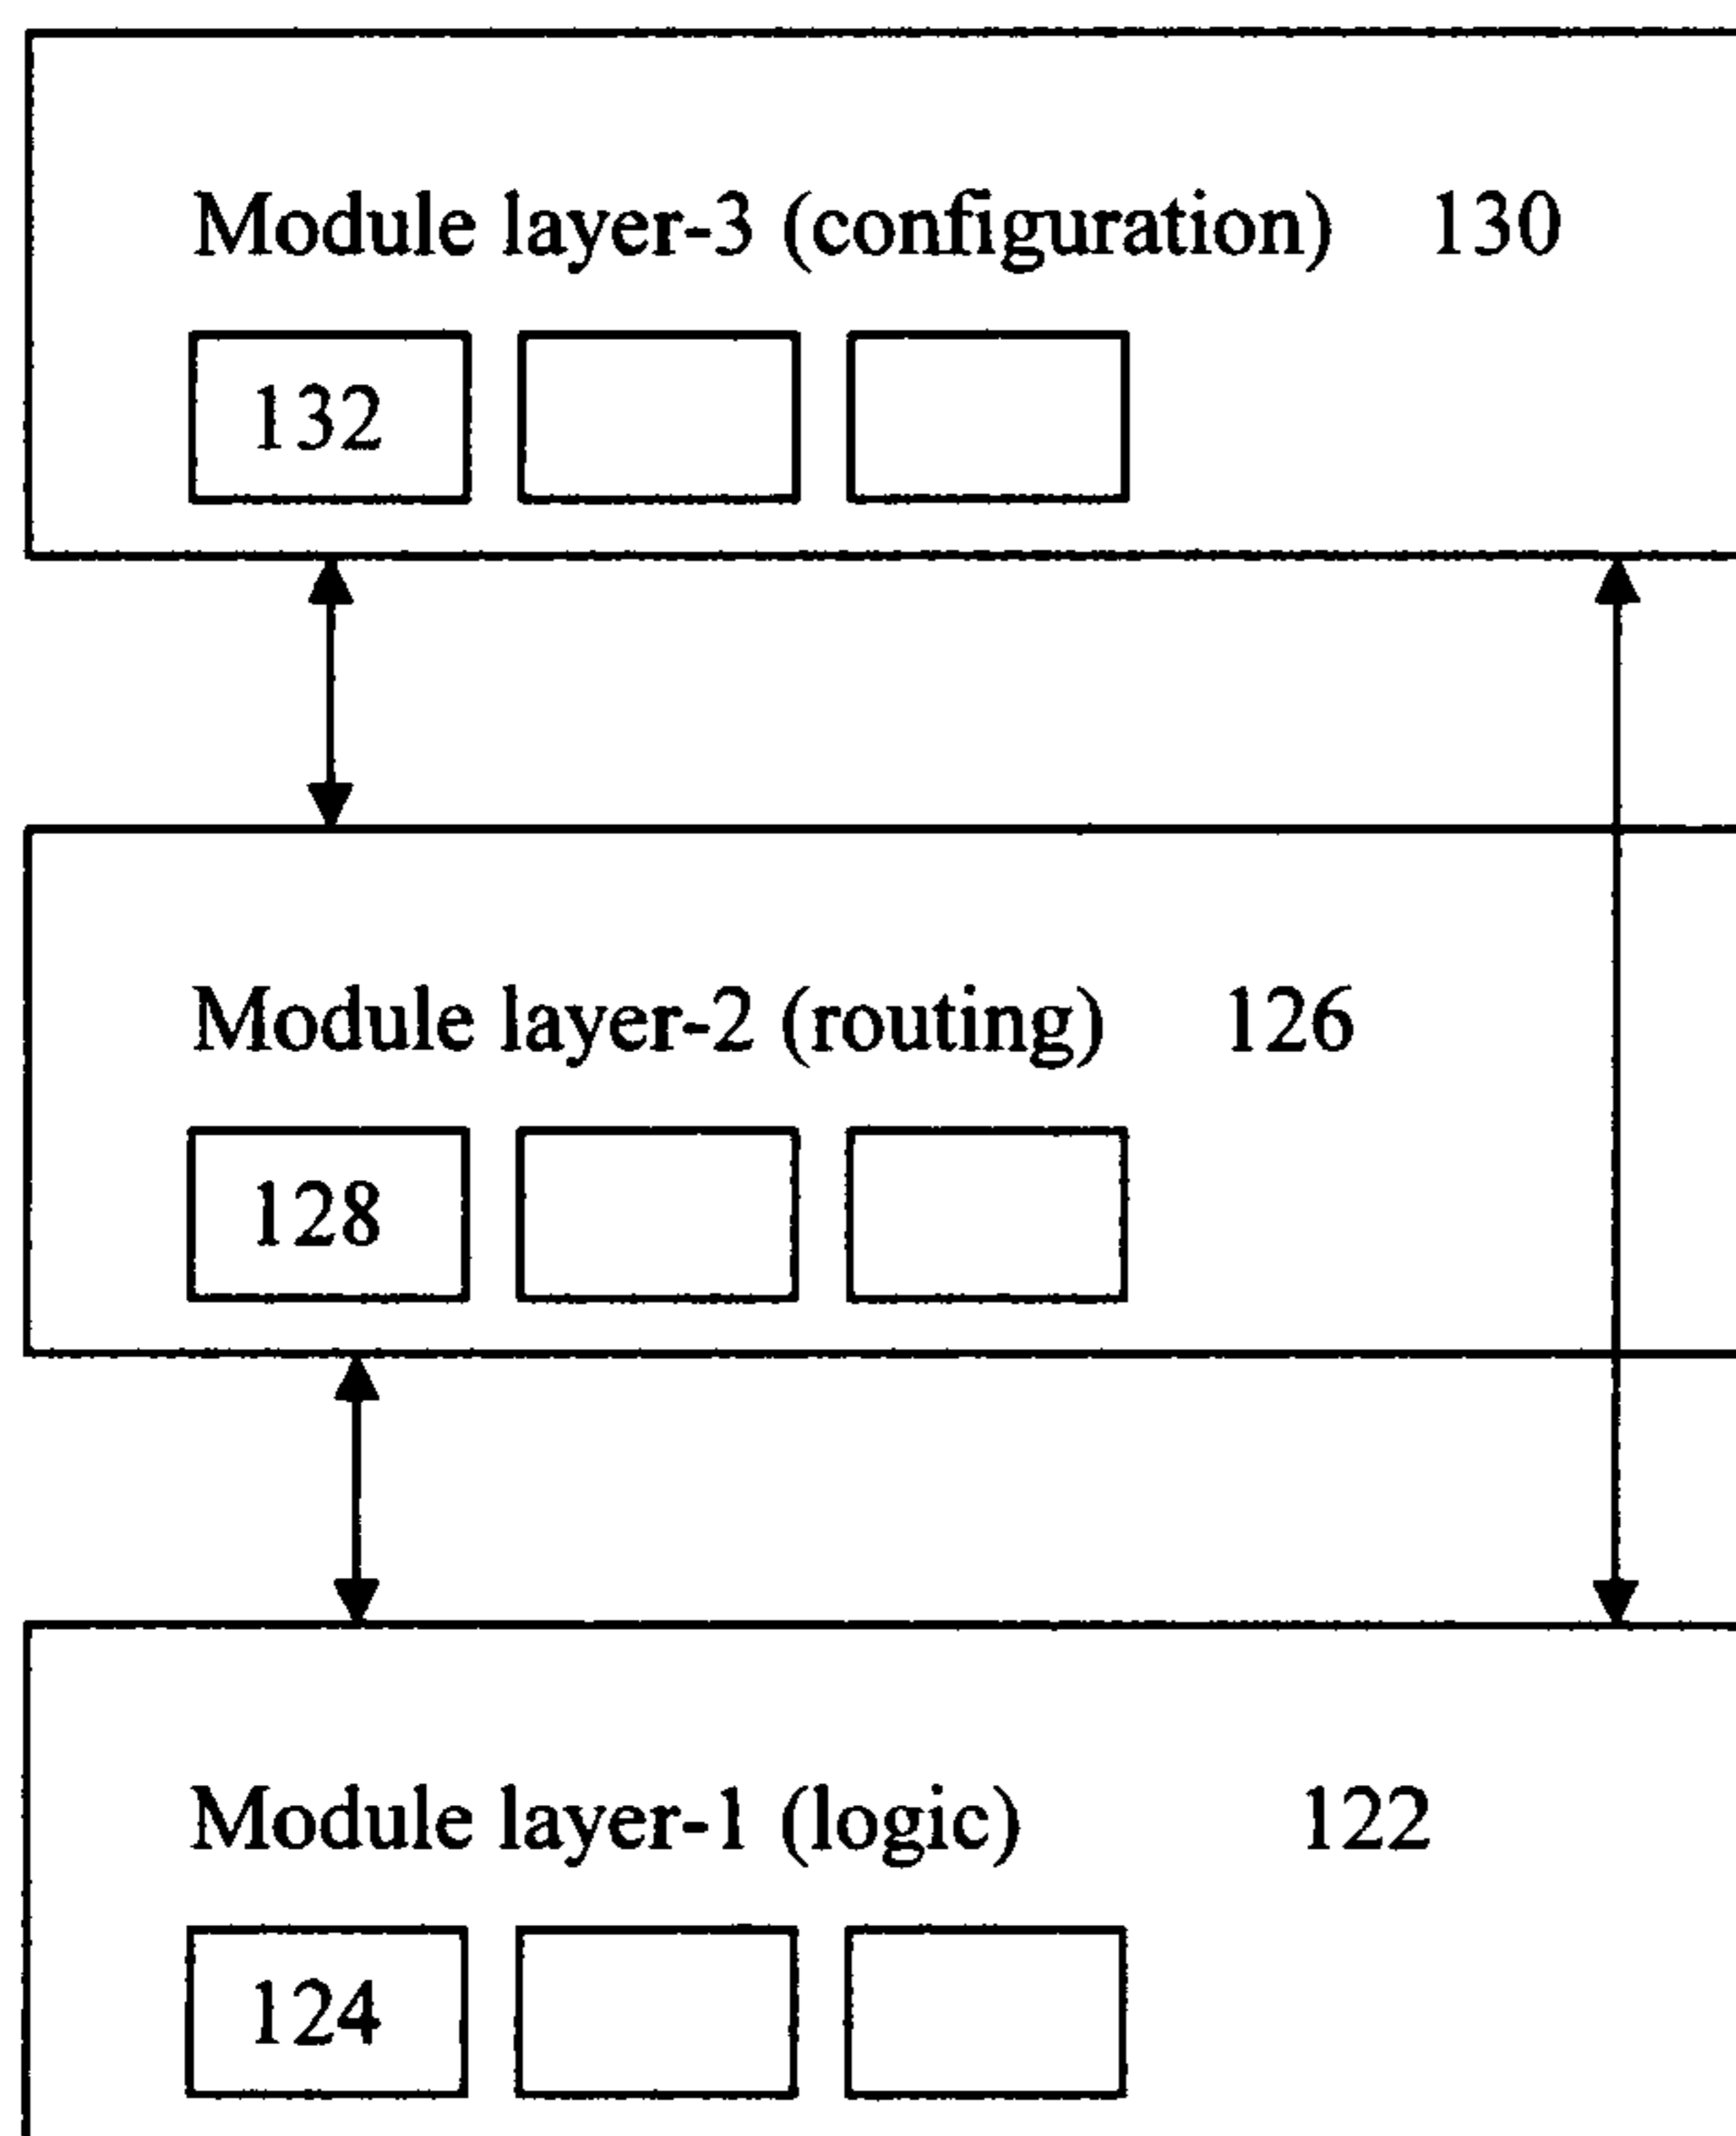 Module layer-3 (configuration) 130
132
Module layer-2 (routing) 126
128
Module layer-1 (logic) 122
124